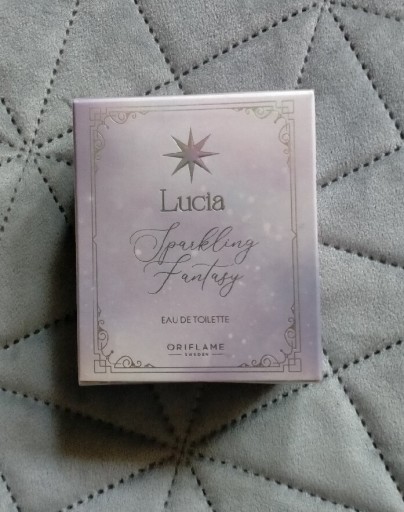 Lucia
Sparkling
Fantasy
EAU DE TOILETTE
ORIFLAME
SWEDEN